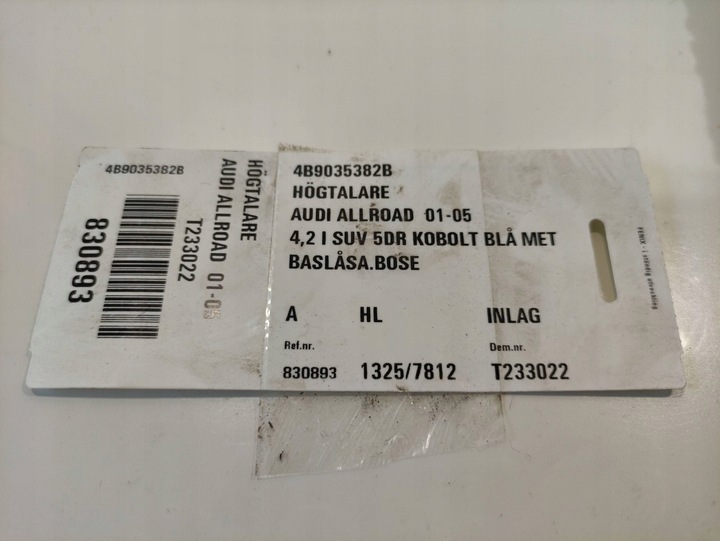 4B9035382B
HÖGTALARE
AUDI ALLROAD 01-05
T233022
830893
4B9035382B
HÖGTALARE
AUDI ALLROAD 01-05
4,2 I SUV 5DR KOBOLT BLÅ MET
BASLÅSA.BOSE
A HL INLAG
Ref.nr. Dem.nr.
830893 1325/7812 T233022